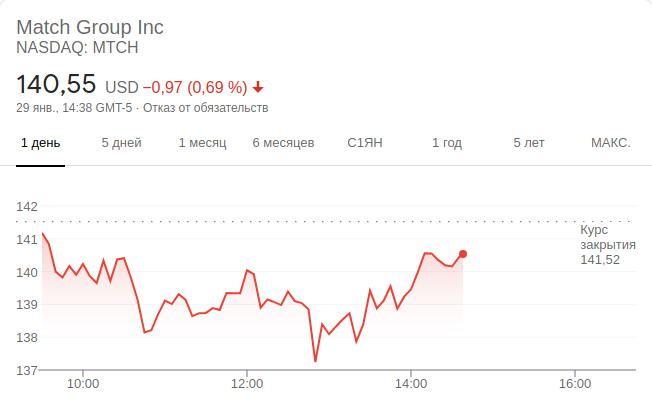 Match Group Inc
NASDAQ: MTCH
140,55 USD −0,97 (0,69 %)
29 янв., 14:38 GMT-5 · Отказ от обязательств
1 день 5 дней 1 месяц 6 месяцев С1ЯН 1 год 5 лет МАКС.
142
141
140
139
138
137
Курс
закрытия
141,52
10:00 12:00 14:00 16:00